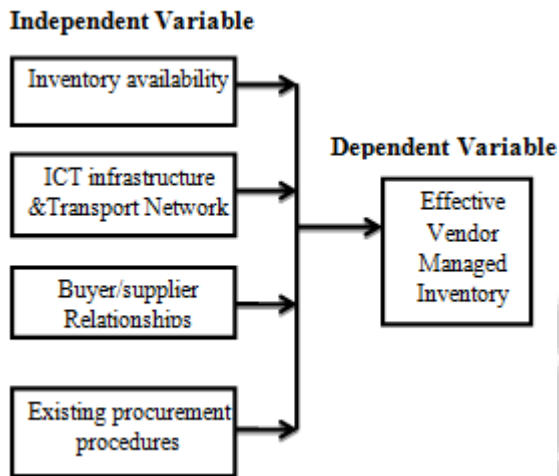 Independent Variable
Inventory availability
ICT infrastructure
&Transport Network
Buyer/supplier
Relationships
Existing procurement
procedures
Dependent Variable
Effective
Vendor
Managed
Inventory